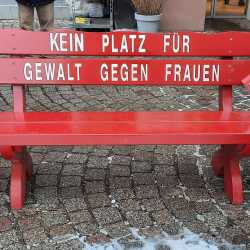 KEIN PLATZ FÜR
GEWALT GEGEN FRAUEN